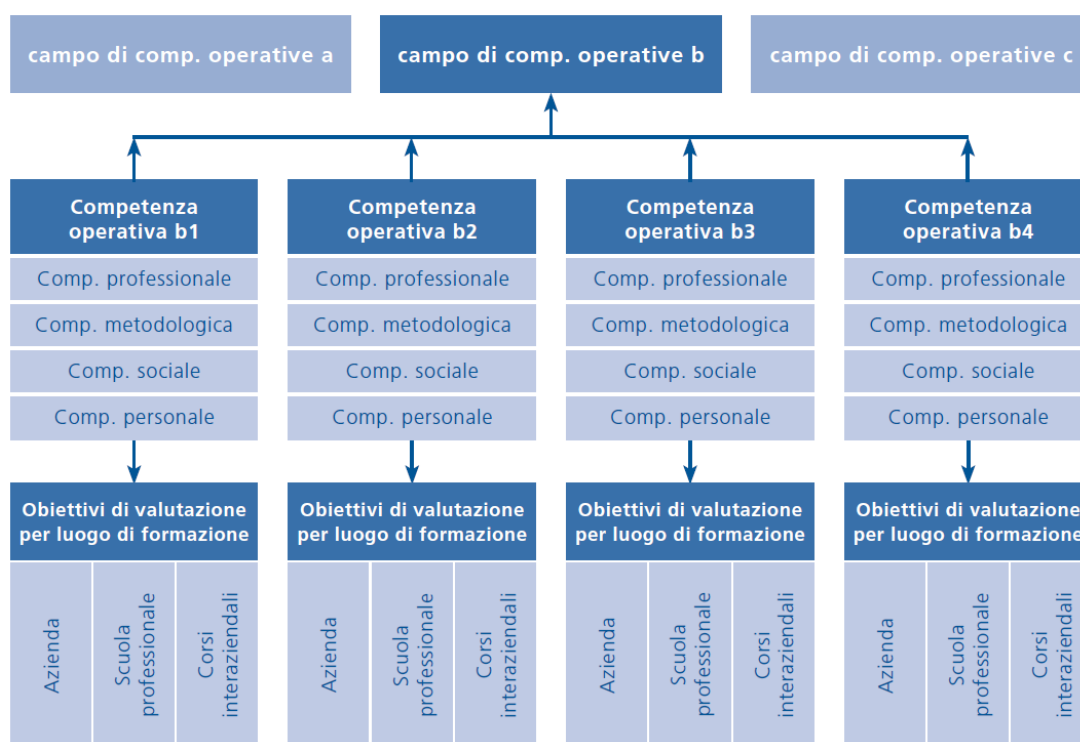 campo di comp. operative a
campo di comp. operative b
campo di comp. operative c
Competenza
operativa b1
Competenza
operativa b2
Competenza
operativa b3
Competenza
operativa b4
Comp. professionale
Comp. professionale
Comp. professionale
Comp. professionale
Comp. metodologica
Comp. metodologica
Comp. metodologica
Comp. metodologica
Comp. sociale
Comp. sociale
Comp. sociale
Comp. sociale
Comp. personale
Comp. personale
Comp. personale
Comp. personale
Obiettivi di valutazione
per luogo di formazione
Obiettivi di valutazione
per luogo di formazione
Obiettivi di valutazione
per luogo di formazione
Obiettivi di valutazione
per luogo di formazione
Azienda
Scuola
professionale
Corsi
interaziendali
Azienda
Scuola
professionale
Corsi
interaziendali
Azienda
Scuola
professionale
Corsi
interaziendali
Azienda
Scuola
professionale
Corsi
interaziendali